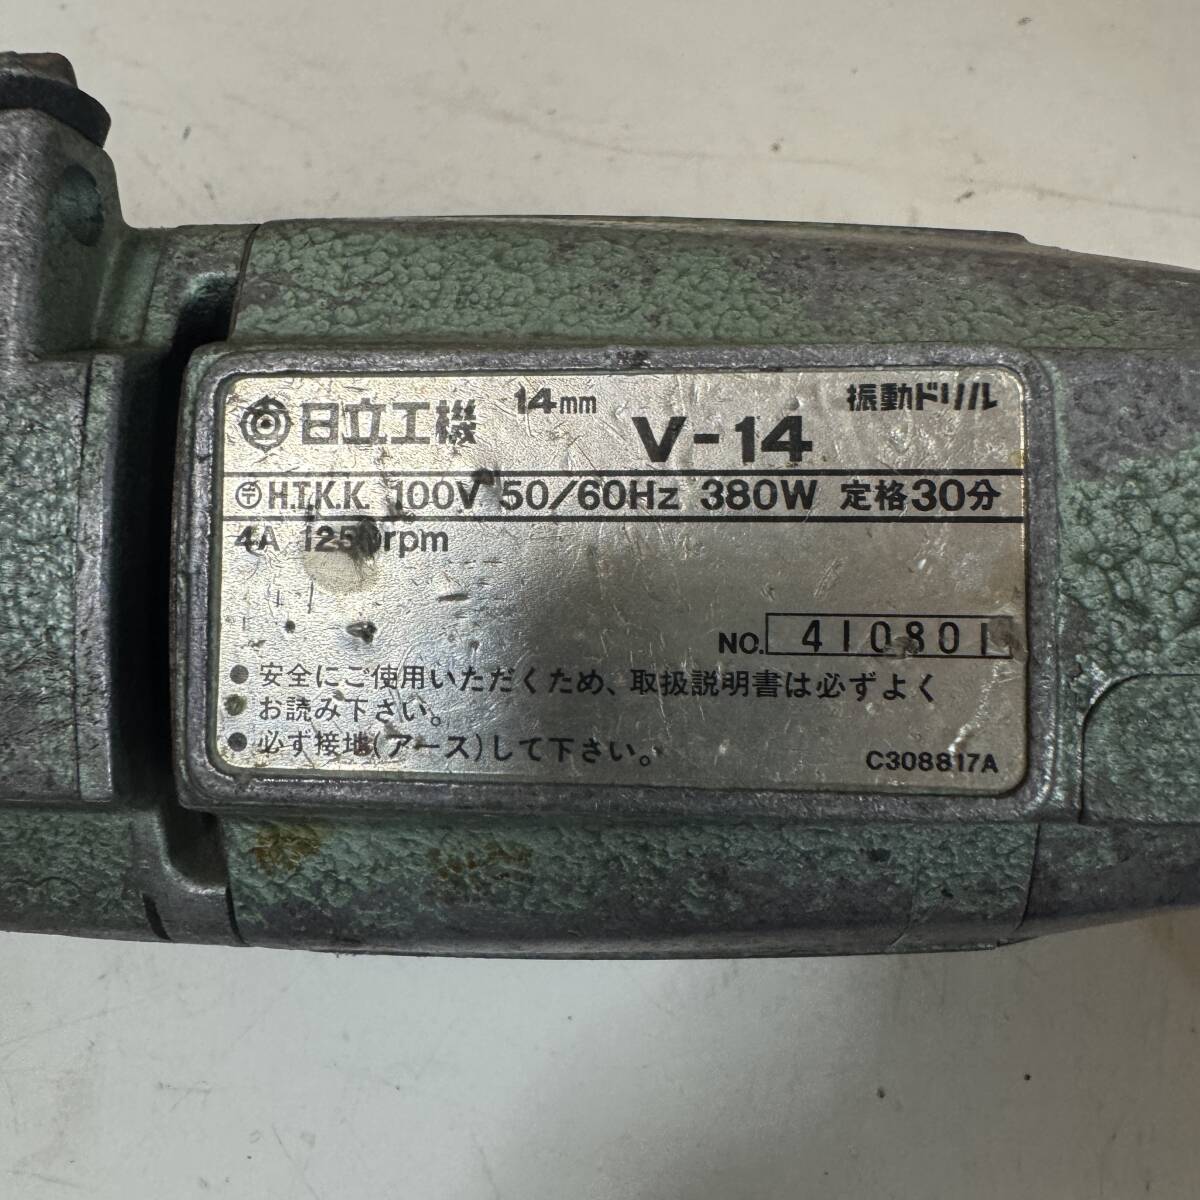 日立工機 14mm V-14 振動ドリル
〒 H.T.K.K. 100V 50/60Hz 380W 定格30分
4A 1250rpm
NO. 410801
●安全にご使用いただくため、取扱説明書は必ずよく
●お読み下さい。
●必ず接地(アース)して下さい。
C308817A